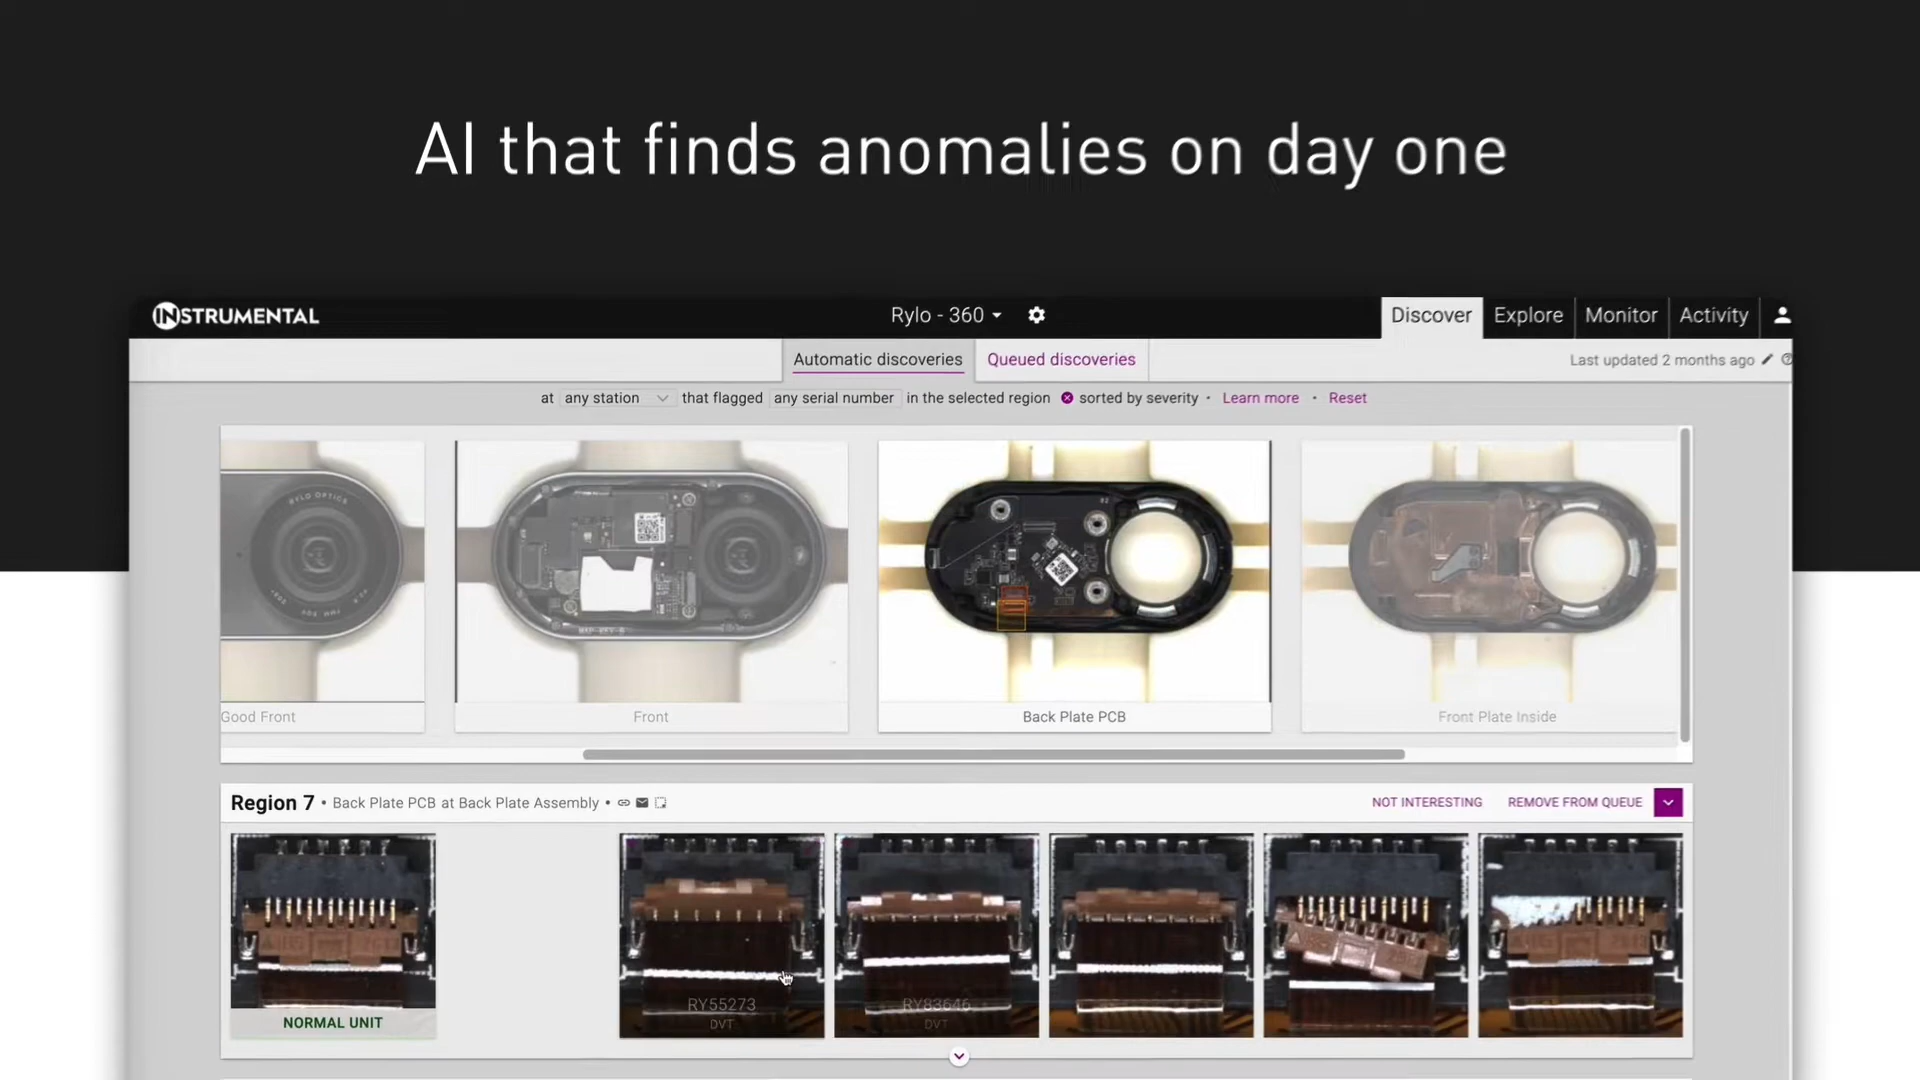 AI that finds anomalies on day one
INSTRUMENTAL
Rylo - 360
Discover
Explore
Monitor
Activity
Automatic discoveries
Queued discoveries
Last updated 2 months ago
at any station that flagged any serial number in the selected region sorted by severity · Learn more · Reset
RYLO OPTICS
Good Front
Front
Back Plate PCB
Front Plate Inside
Region 7 • Back Plate PCB at Back Plate Assembly •
NOT INTERESTING
REMOVE FROM QUEUE
NORMAL UNIT
RY55273
DVT
RY83646
DVT